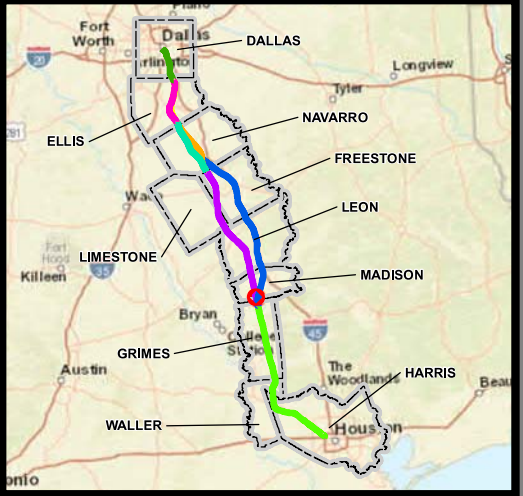 Plano
Dallas
DALLAS
Fort
Worth
Arlington
20
Longview
Tyler
NAVARRO
281
ELLIS
FREESTONE
LEON
LIMESTONE
Fort
Hood
Killeen
35
MADISON
Bryan
College
Station
45
GRIMES
The
Woodlands
HARRIS
Austin
Beau
WALLER
Houston
onio